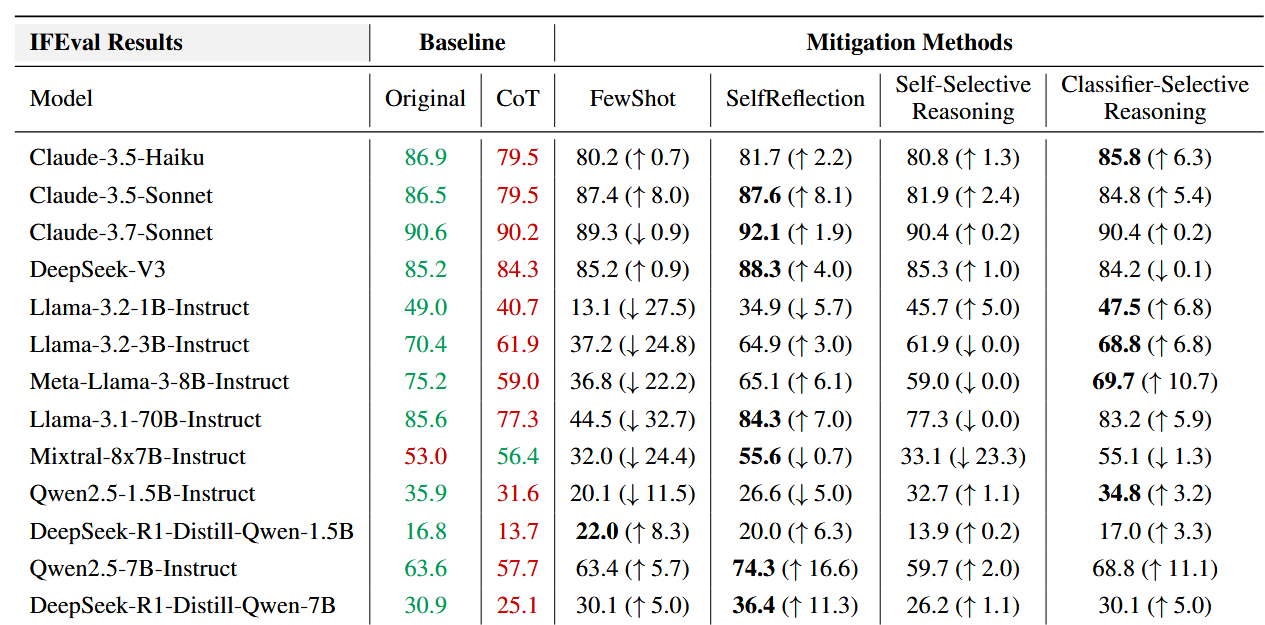 IFEval Results Baseline Mitigation Methods
Model Original CoT FewShot SelfReflection Self-Selective Reasoning Classifier-Selective Reasoning
Claude-3.5-Haiku 86.9 79.5 80.2 (↑ 0.7) 81.7 (↑ 2.2) 80.8 (↑ 1.3) 85.8 (↑ 6.3)
Claude-3.5-Sonnet 86.5 79.5 87.4 (↑ 8.0) 87.6 (↑ 8.1) 81.9 (↑ 2.4) 84.8 (↑ 5.4)
Claude-3.7-Sonnet 90.6 90.2 89.3 (↓ 0.9) 92.1 (↑ 1.9) 90.4 (↑ 0.2) 90.4 (↑ 0.2)
DeepSeek-V3 85.2 84.3 85.2 (↑ 0.9) 88.3 (↑ 4.0) 85.3 (↑ 1.0) 84.2 (↓ 0.1)
Llama-3.2-1B-Instruct 49.0 40.7 13.1 (↓ 27.5) 34.9 (↓ 5.7) 45.7 (↑ 5.0) 47.5 (↑ 6.8)
Llama-3.2-3B-Instruct 70.4 61.9 37.2 (↓ 24.8) 64.9 (↑ 3.0) 61.9 (↓ 0.0) 68.8 (↑ 6.8)
Meta-Llama-3-8B-Instruct 75.2 59.0 36.8 (↓ 22.2) 65.1 (↑ 6.1) 59.0 (↓ 0.0) 69.7 (↑ 10.7)
Llama-3.1-70B-Instruct 85.6 77.3 44.5 (↓ 32.7) 84.3 (↑ 7.0) 77.3 (↓ 0.0) 83.2 (↑ 5.9)
Mixtral-8x7B-Instruct 53.0 56.4 32.0 (↓ 24.4) 55.6 (↓ 0.7) 33.1 (↓ 23.3) 55.1 (↓ 1.3)
Qwen2.5-1.5B-Instruct 35.9 31.6 20.1 (↓ 11.5) 26.6 (↓ 5.0) 32.7 (↑ 1.1) 34.8 (↑ 3.2)
DeepSeek-R1-Distill-Qwen-1.5B 16.8 13.7 22.0 (↑ 8.3) 20.0 (↑ 6.3) 13.9 (↑ 0.2) 17.0 (↑ 3.3)
Qwen2.5-7B-Instruct 63.6 57.7 63.4 (↑ 5.7) 74.3 (↑ 16.6) 59.7 (↑ 2.0) 68.8 (↑ 11.1)
DeepSeek-R1-Distill-Qwen-7B 30.9 25.1 30.1 (↑ 5.0) 36.4 (↑ 11.3) 26.2 (↑ 1.1) 30.1 (↑ 5.0)